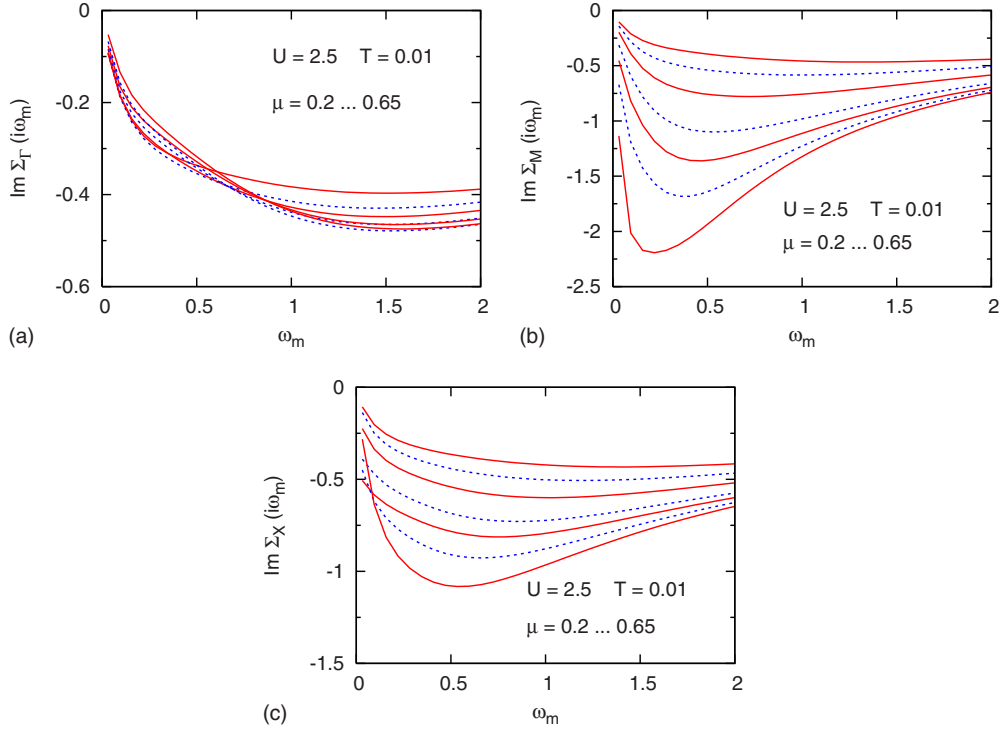 0
-0.2
-0.4
-0.6
0 0.5 1 1.5 2
Im Σ_Γ (iω_m)
ω_m
U = 2.5 T = 0.01
μ = 0.2 ... 0.65
(a)
0
-0.5
-1
-1.5
-2
-2.5
0 0.5 1 1.5 2
Im Σ_M (iω_m)
ω_m
U = 2.5 T = 0.01
μ = 0.2 ... 0.65
(b)
0
-0.5
-1
-1.5
0 0.5 1 1.5 2
Im Σ_X (iω_m)
ω_m
U = 2.5 T = 0.01
μ = 0.2 ... 0.65
(c)